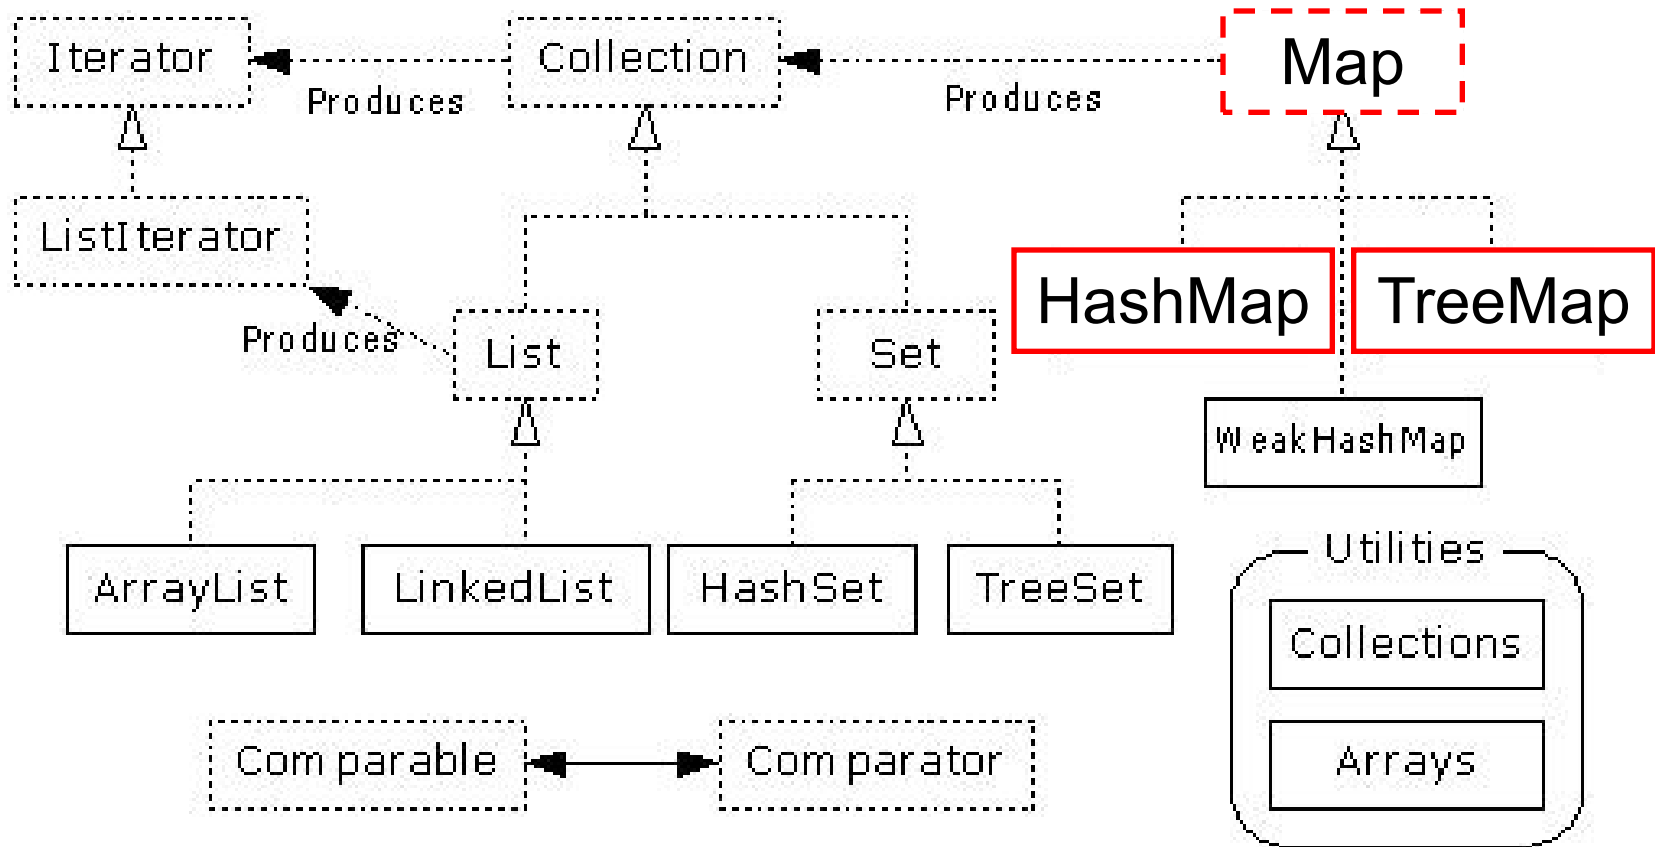 Iterator
Collection
Map
Produces
Produces
ListIterator
HashMap
TreeMap
Produces
List
Set
WeakHashMap
ArrayList
LinkedList
HashSet
TreeSet
Utilities
Collections
Comparable
Comparator
Arrays